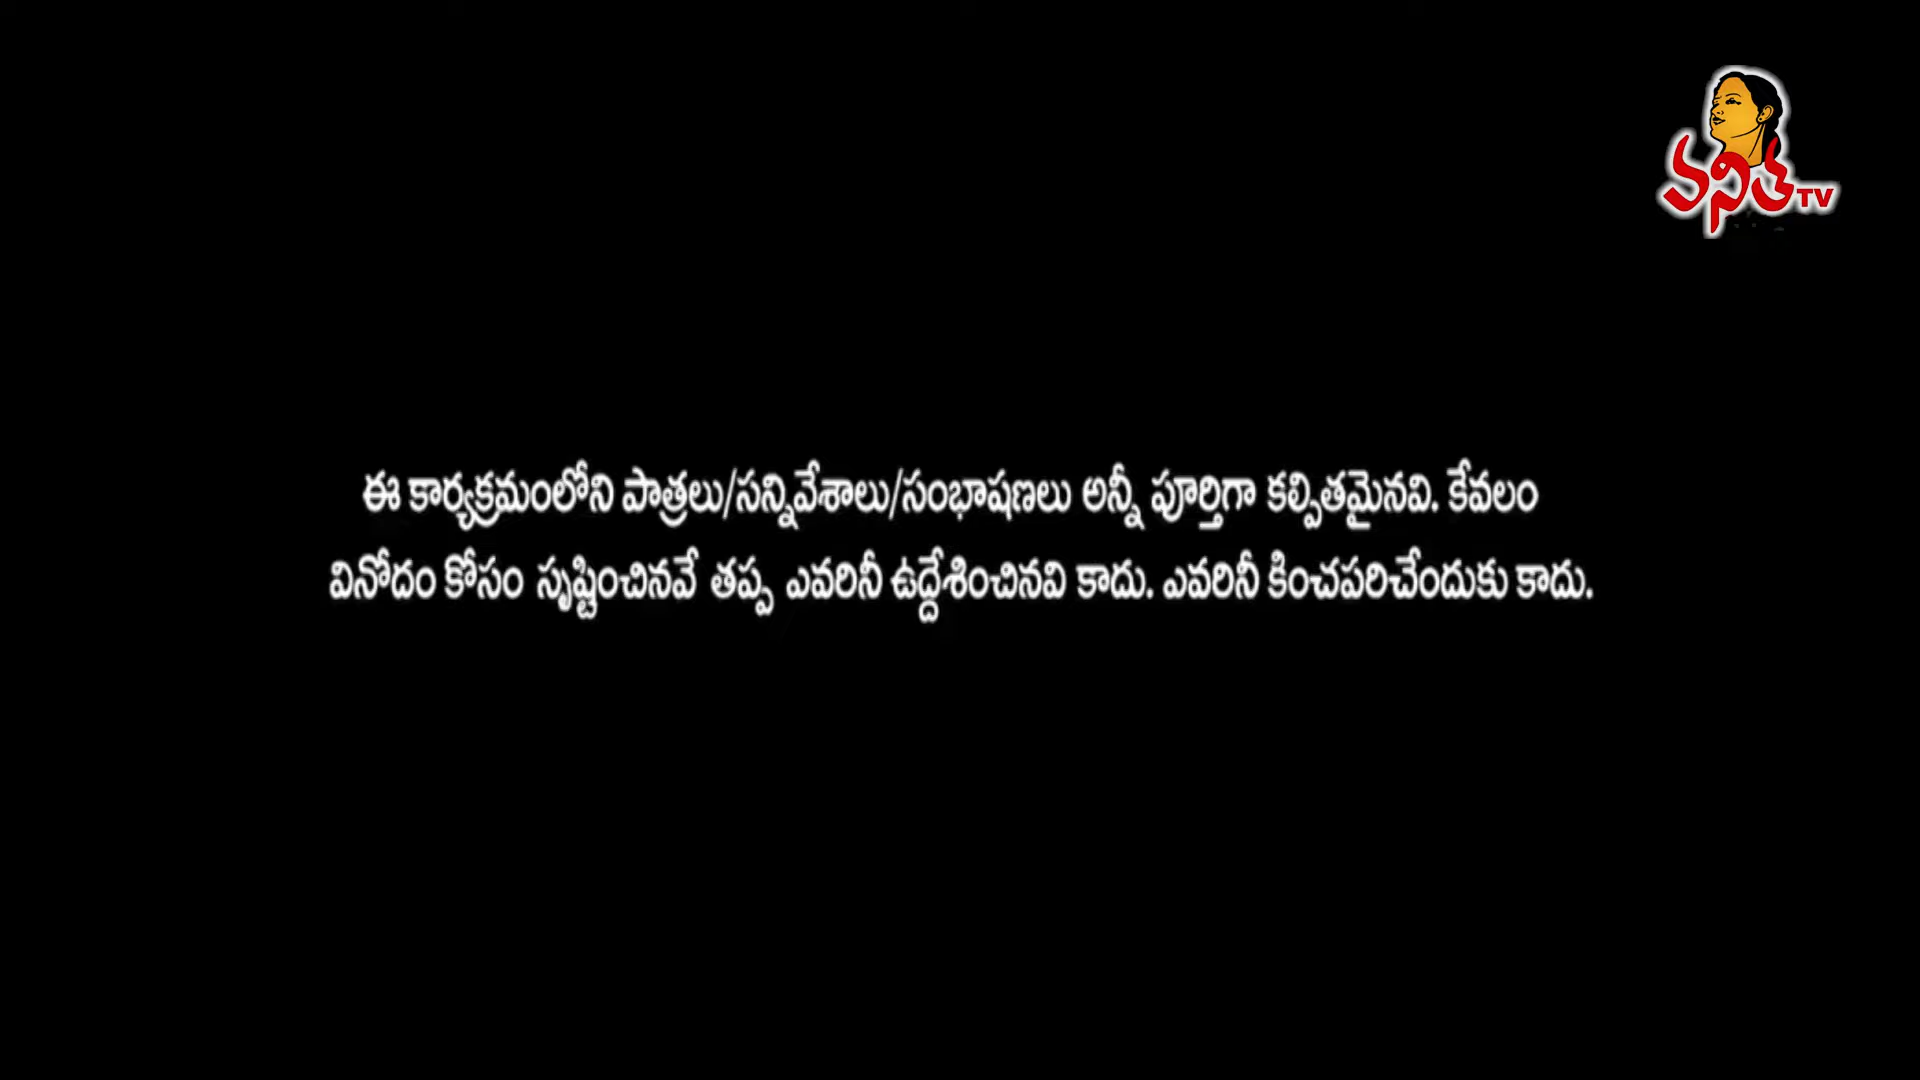 వనిత TV
ఈ కార్యక్రమంలోని పాత్రలు/సన్నివేశాలు/సంభాషణలు అన్నీ పూర్తిగా కల్పితమైనవి. కేవలం
వినోదం కోసం సృష్టించినవే తప్ప ఎవరినీ ఉద్దేశించినవి కాదు. ఎవరినీ కించపరిచేందుకు కాదు.